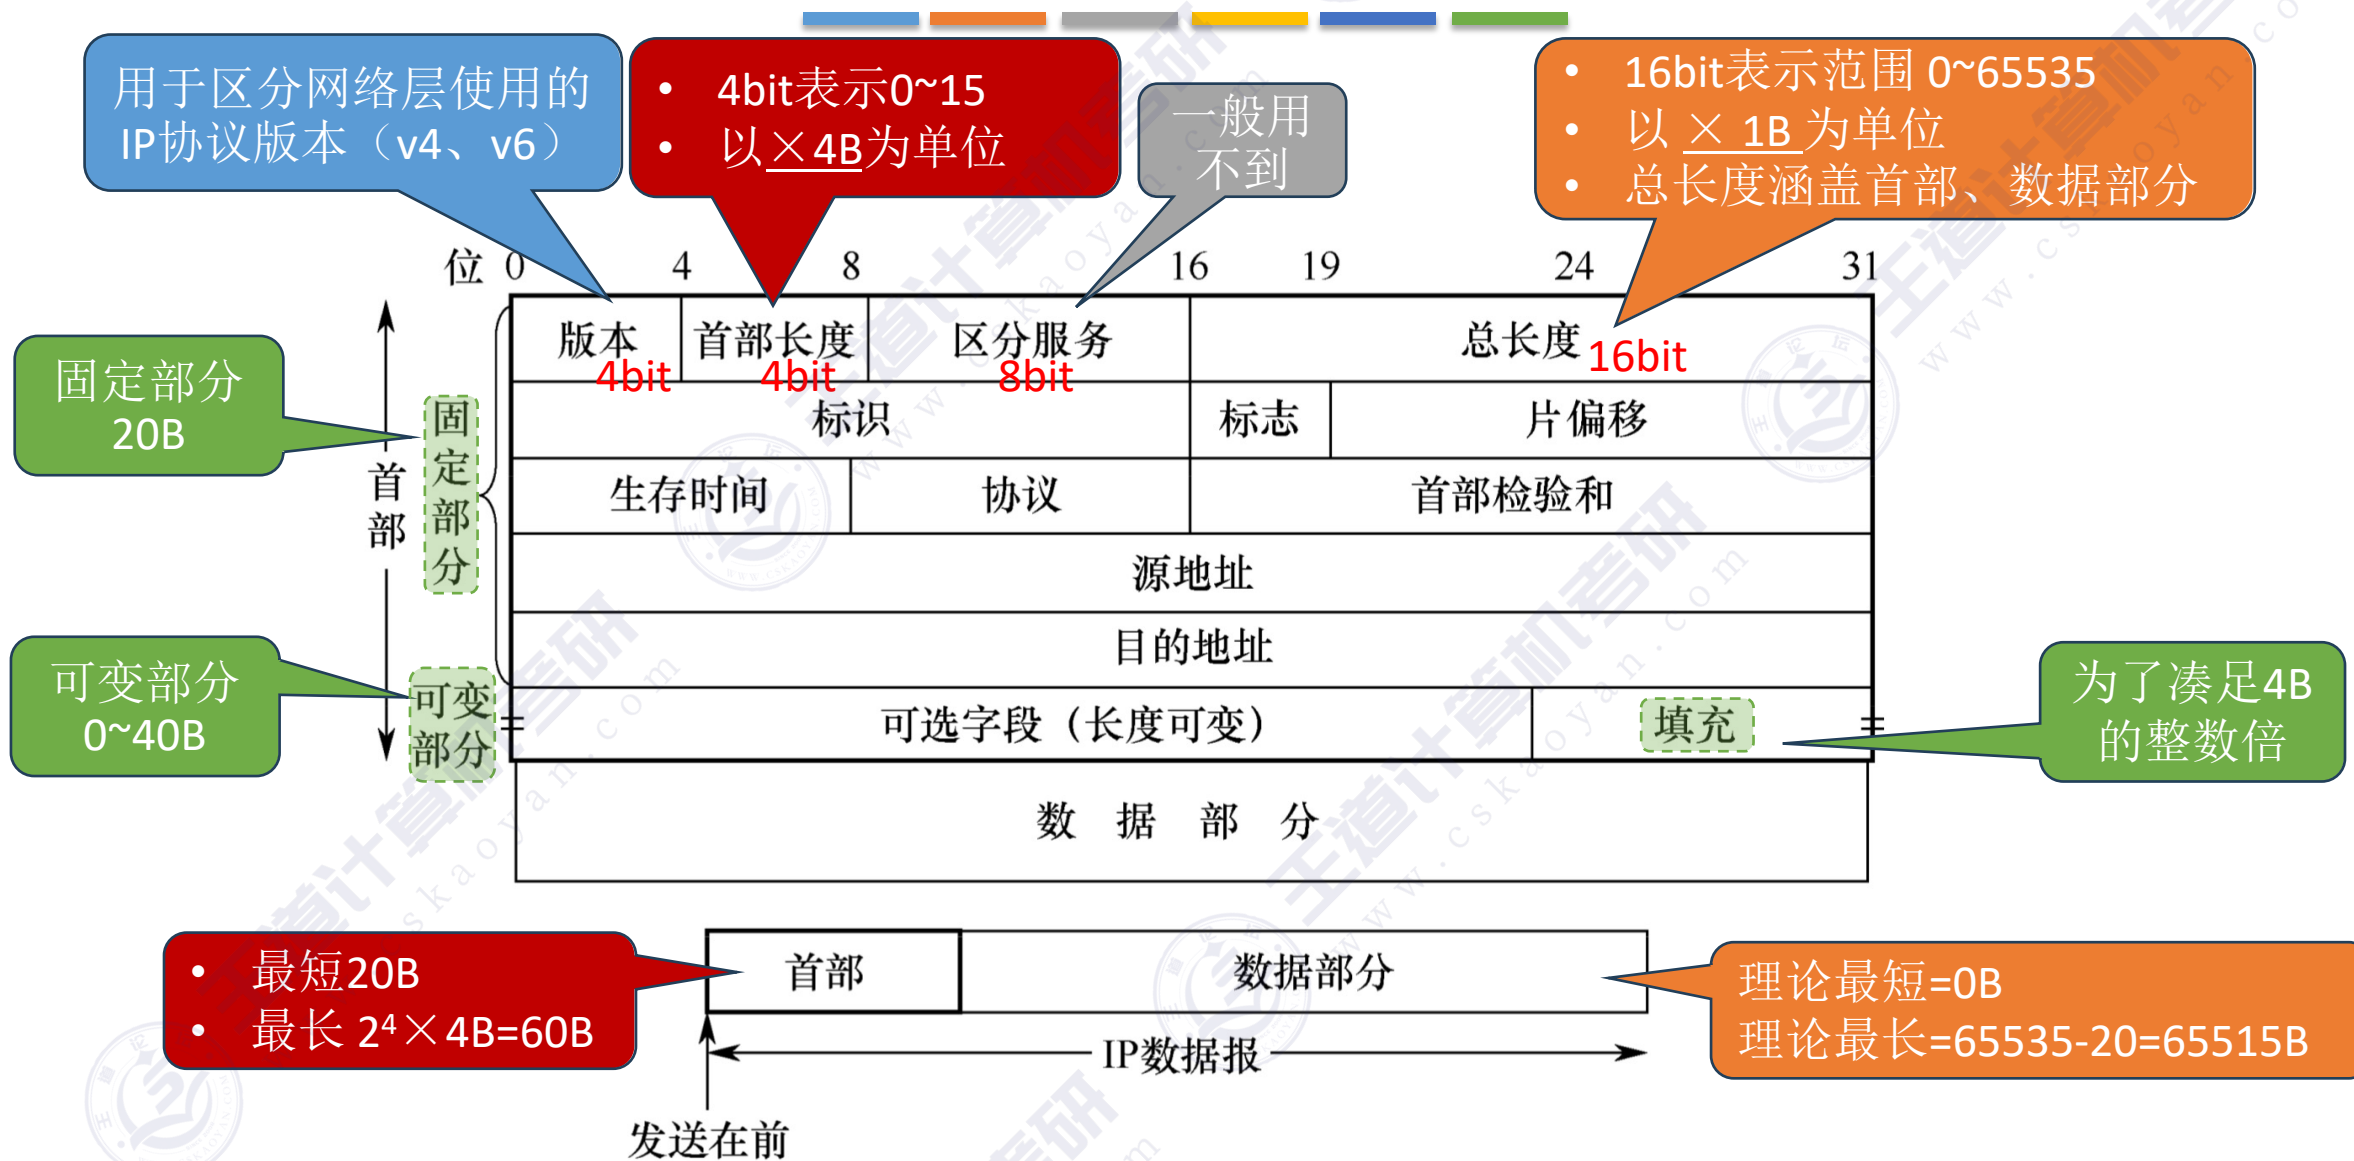 用于区分网络层使用的
IP协议版本（v4、v6）
• 4bit表示0~15
• 以×4B为单位
一般用
不到
• 16bit表示范围 0~65535
• 以 × 1B 为单位
• 总长度涵盖首部、数据部分
位 0 4 8 16 19 24 31
版本 首部长度 区分服务 总长度
4bit 4bit 8bit 16bit
标识 标志 片偏移
生存时间 协议 首部检验和
源地址
目的地址
可选字段（长度可变） 填充
数 据 部 分
固定部分
20B
首部
固定部分
可变部分
0~40B
可变
部分
为了凑足4B
的整数倍
• 最短20B
• 最长 2⁴×4B=60B
首部 数据部分
理论最短=0B
理论最长=65535-20=65515B
IP数据报
发送在前
王道计算机考研
www.cskaoyan.com